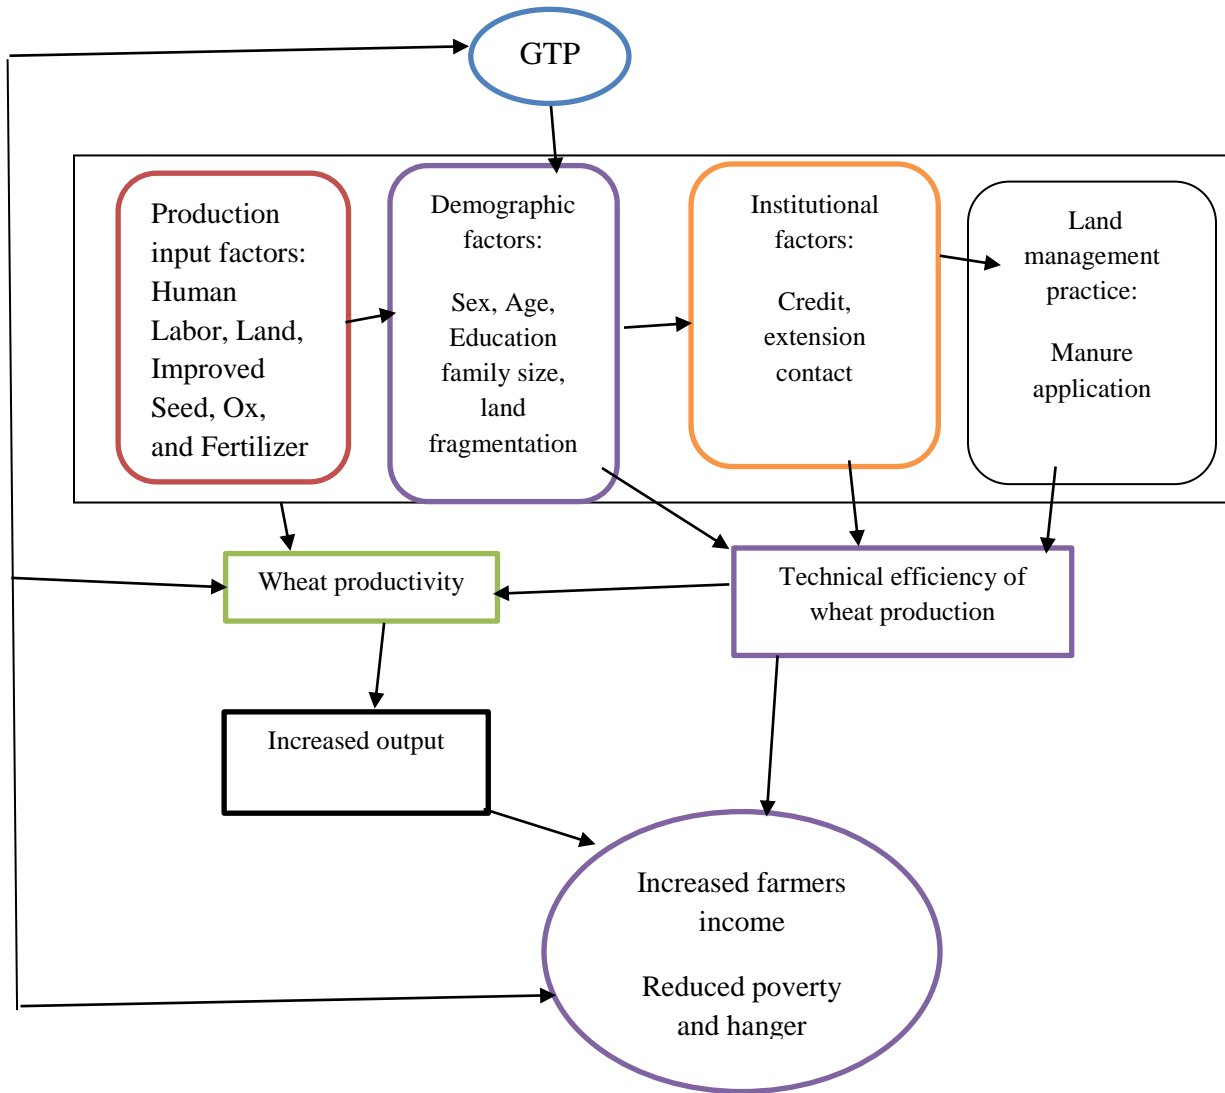 GTP
Production
input factors:
Human
Labor, Land,
Improved
Seed, Ox,
and Fertilizer
Demographic
factors:
Sex, Age,
Education
family size,
land
fragmentation
Institutional
factors:
Credit,
extension
contact
Land
management
practice:
Manure
application
Wheat productivity
Technical efficiency of
wheat production
Increased output
Increased farmers
income
Reduced poverty
and hanger